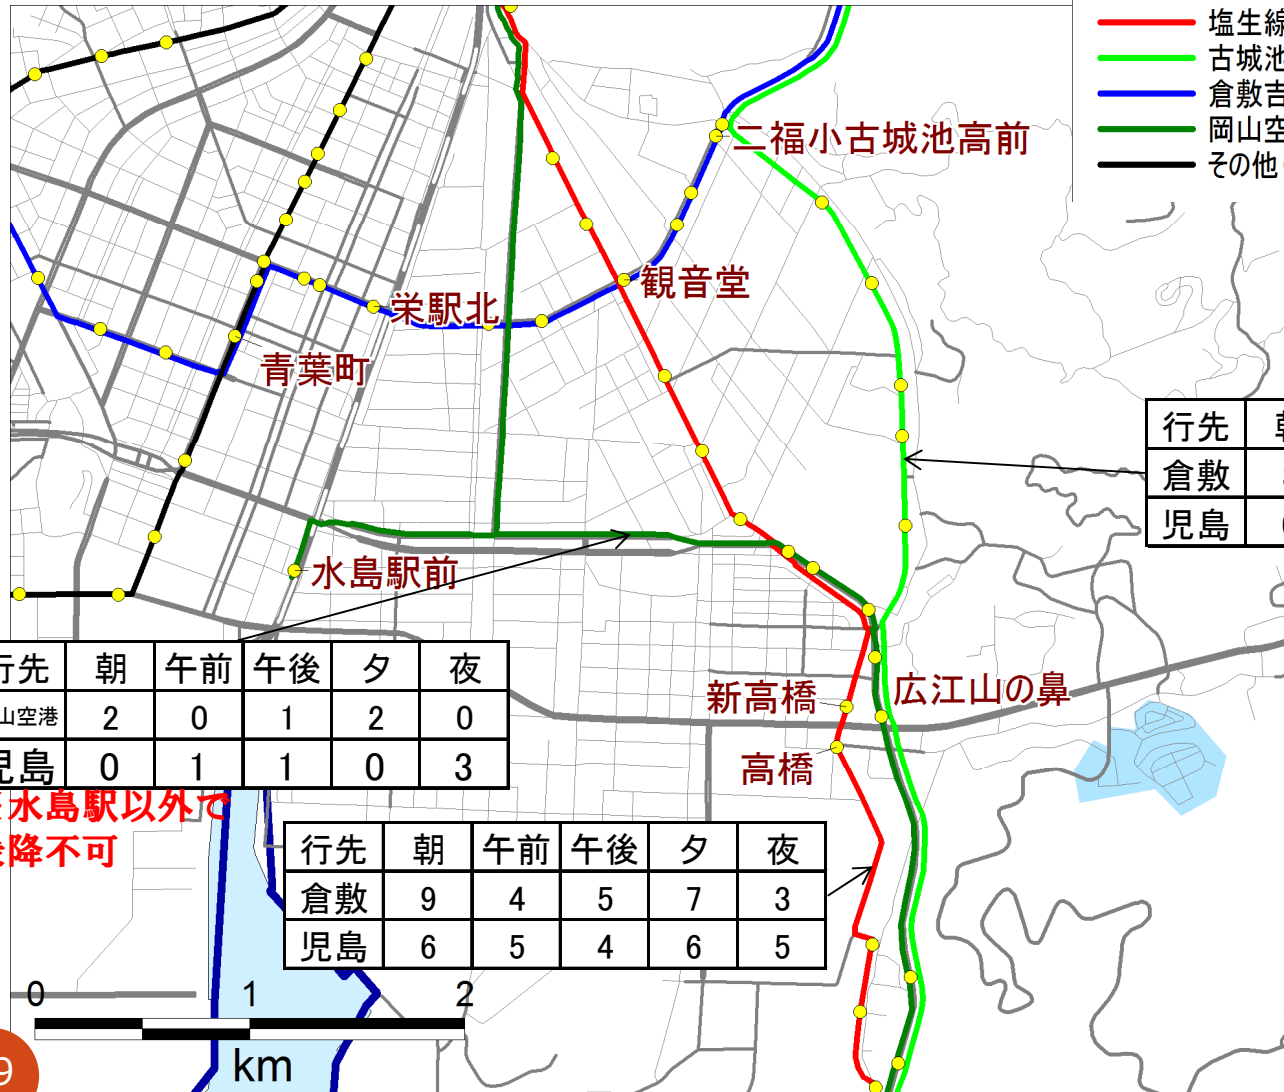 塩生線
古城池
倉敷吉
岡山空
その他
二福小古城池高前
観音堂
栄駅北
青葉町
行先
倉敷
児島
水島駅前
行先 朝 午前 午後 夕 夜
山空港 2 0 1 2 0
児島 0 1 1 0 3
水島駅以外で
降不可
新高橋
広江山の鼻
高橋
行先 朝 午前 午後 夕 夜
倉敷 9 4 5 7 3
児島 6 5 4 6 5
0 1 2
km
9